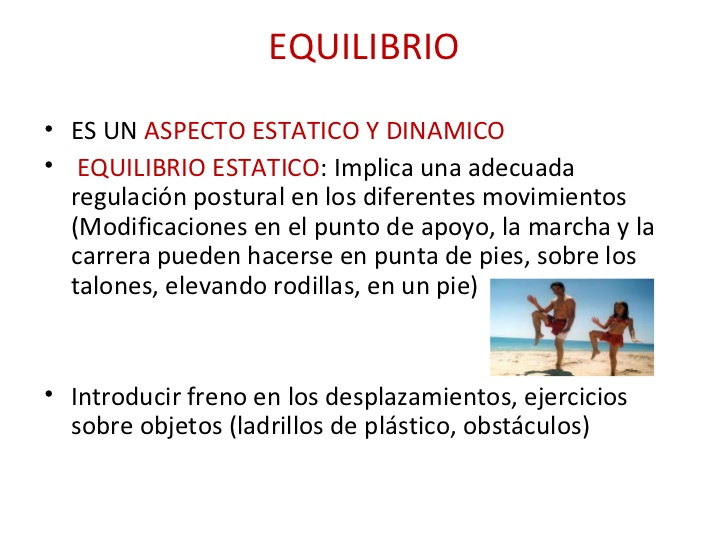 EQUILIBRIO
• ES UN ASPECTO ESTATICO Y DINAMICO
• EQUILIBRIO ESTATICO: Implica una adecuada
regulación postural en los diferentes movimientos
(Modificaciones en el punto de apoyo, la marcha y la
carrera pueden hacerse en punta de pies, sobre los
talones, elevando rodillas, en un pie)
• Introducir freno en los desplazamientos, ejercicios
sobre objetos (ladrillos de plástico, obstáculos)